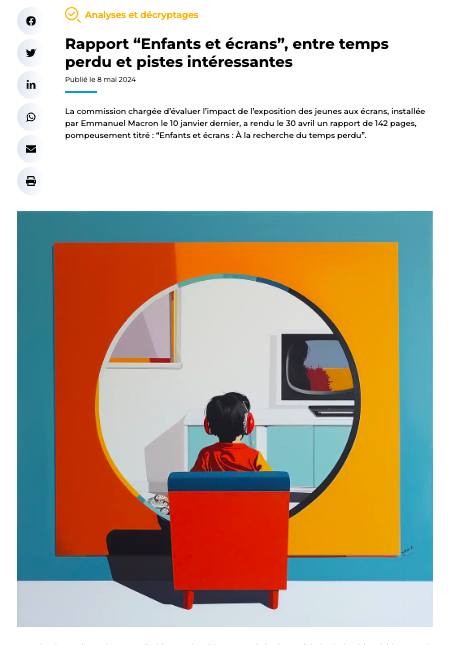 Analyses et décryptages
Rapport “Enfants et écrans”, entre temps
perdu et pistes intéressantes
Publié le 8 mai 2024
La commission chargée d’évaluer l’impact de l’exposition des jeunes aux écrans, installée
par Emmanuel Macron le 10 janvier dernier, a rendu le 30 avril un rapport de 142 pages,
pompeusement titré : “Enfants et écrans : À la recherche du temps perdu”.